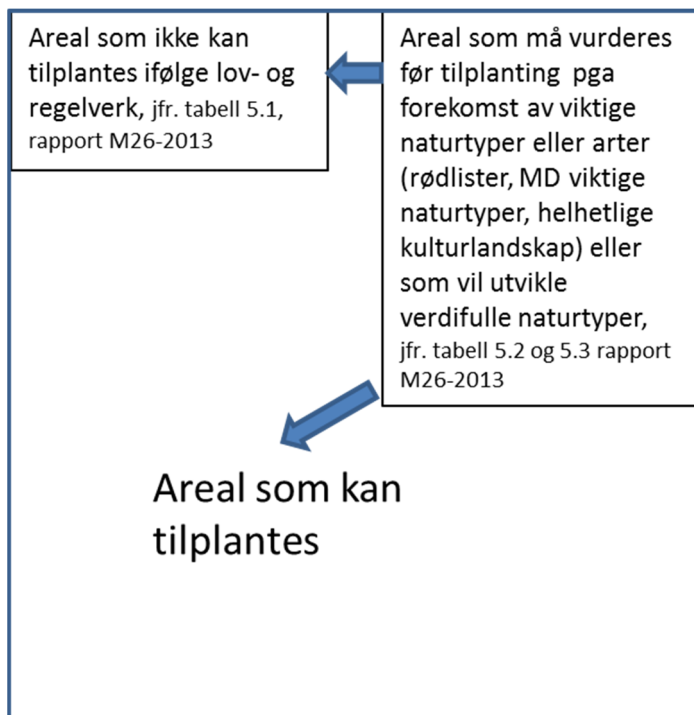 Areal som ikke kan
tilplantes ifølge lov- og
regelverk, jfr. tabell 5.1,
rapport M26-2013
Areal som må vurderes
før tilplanting pga
forekomst av viktige
naturtyper eller arter
(rødlister, MD viktige
naturtyper, helhetlige
kulturlandskap) eller
som vil utvikle
verdifulle naturtyper,
jfr. tabell 5.2 og 5.3 rapport
M26-2013
Areal som kan
tilplantes